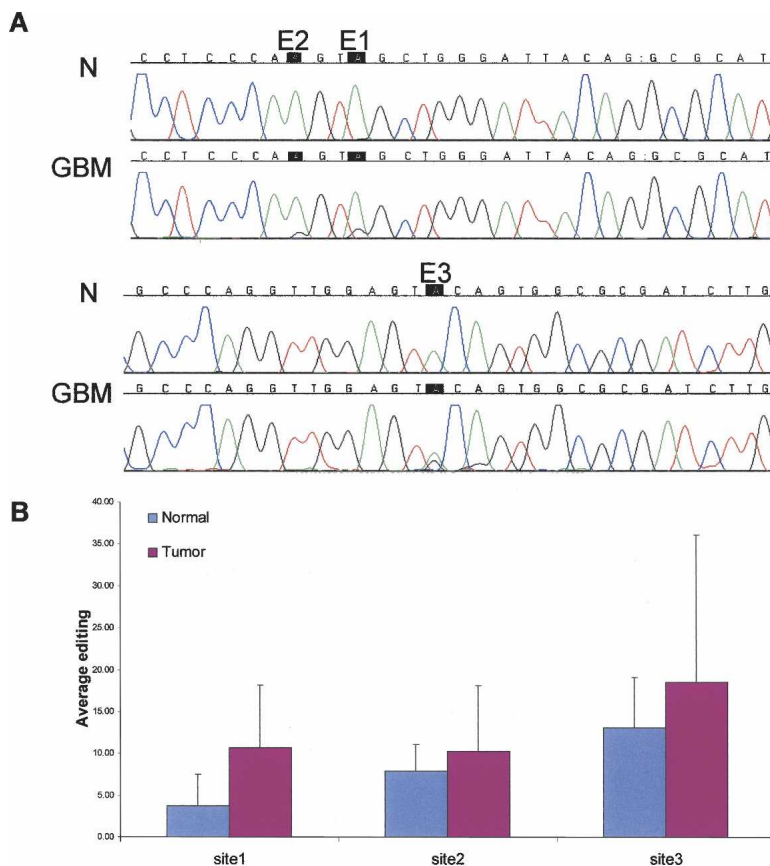 A
E2 E1
N
C C T C C C A A G T A G C T G G G A T T A C A G : G C G C A T
GBM
C C T C C C A A G T A G C T G G G A T T A C A G : G C G C A T
E3
N
G C C C A G G T T G G A G T A C A G T G G C G C G A T C T T G
GBM
G C C C A G G T T G G A G T A C A G T G G C G C G A T C T T G
B
40.00
35.00
30.00
25.00
20.00
15.00
10.00
5.00
0.00
Average editing
Normal
Tumor
site1 site2 site3